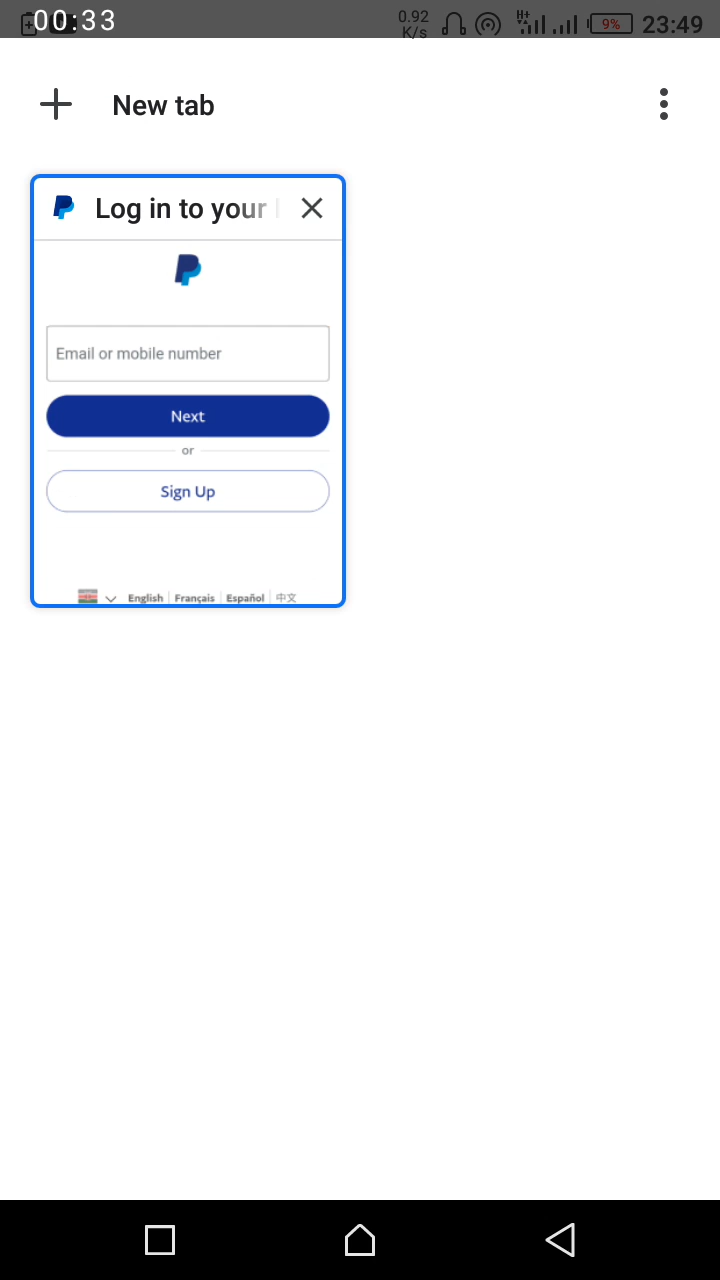 00:33
0.92 K/s
H+
9%
23:49
New tab
Log in to your
Email or mobile number
Next
or
Sign Up
English Français Español 中文